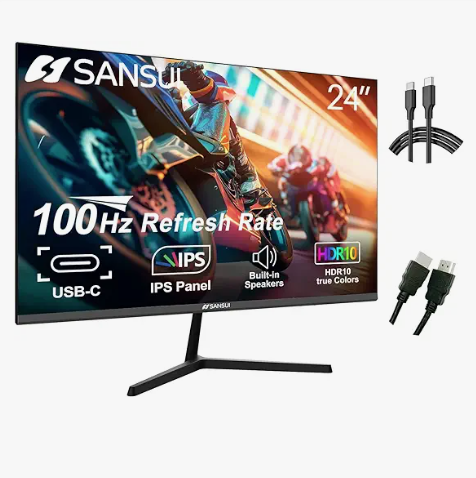 SANSUI
24"
100Hz Refresh Rate
USB-C
IPS
IPS Panel
Built-in
Speakers
HDR10
HDR10
true Colors
SANSUI